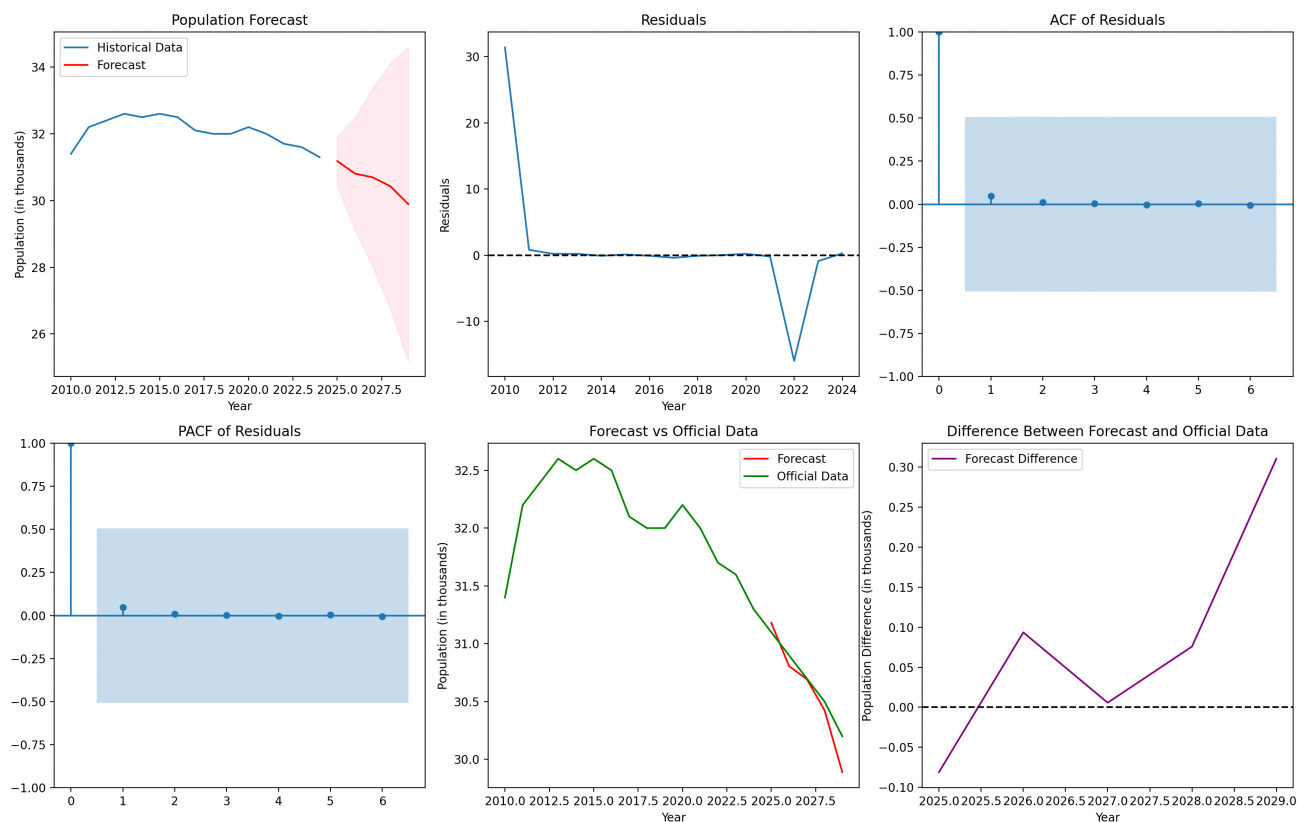 Population Forecast
Historical Data
Forecast
34
32
30
28
26
Population (in thousands)
2010.0 2012.5 2015.0 2017.5 2020.0 2022.5 2025.0 2027.5
Year
Residuals
30
20
10
0
−10
Residuals
2010 2012 2014 2016 2018 2020 2022 2024
Year
ACF of Residuals
1.00
0.75
0.50
0.25
0.00
−0.25
−0.50
−0.75
−1.00
0 1 2 3 4 5 6
PACF of Residuals
1.00
0.75
0.50
0.25
0.00
−0.25
−0.50
−0.75
−1.00
0 1 2 3 4 5 6
Forecast vs Official Data
Forecast
Official Data
32.5
32.0
31.5
31.0
30.5
30.0
Population (in thousands)
2010.0 2012.5 2015.0 2017.5 2020.0 2022.5 2025.0 2027.5
Year
Difference Between Forecast and Official Data
Forecast Difference
0.30
0.25
0.20
0.15
0.10
0.05
0.00
−0.05
−0.10
Population Difference (in thousands)
2025.0 2025.5 2026.0 2026.5 2027.0 2027.5 2028.0 2028.5 2029.0
Year